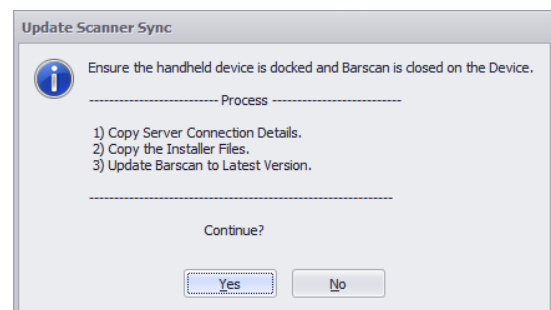 Update Scanner Sync
Ensure the handheld device is docked and Barscan is closed on the Device.
-------------------------- Process --------------------------
1) Copy Server Connection Details.
2) Copy the Installer Files.
3) Update Barscan to Latest Version.
-------------------------------------------------------------
Continue?
Yes No